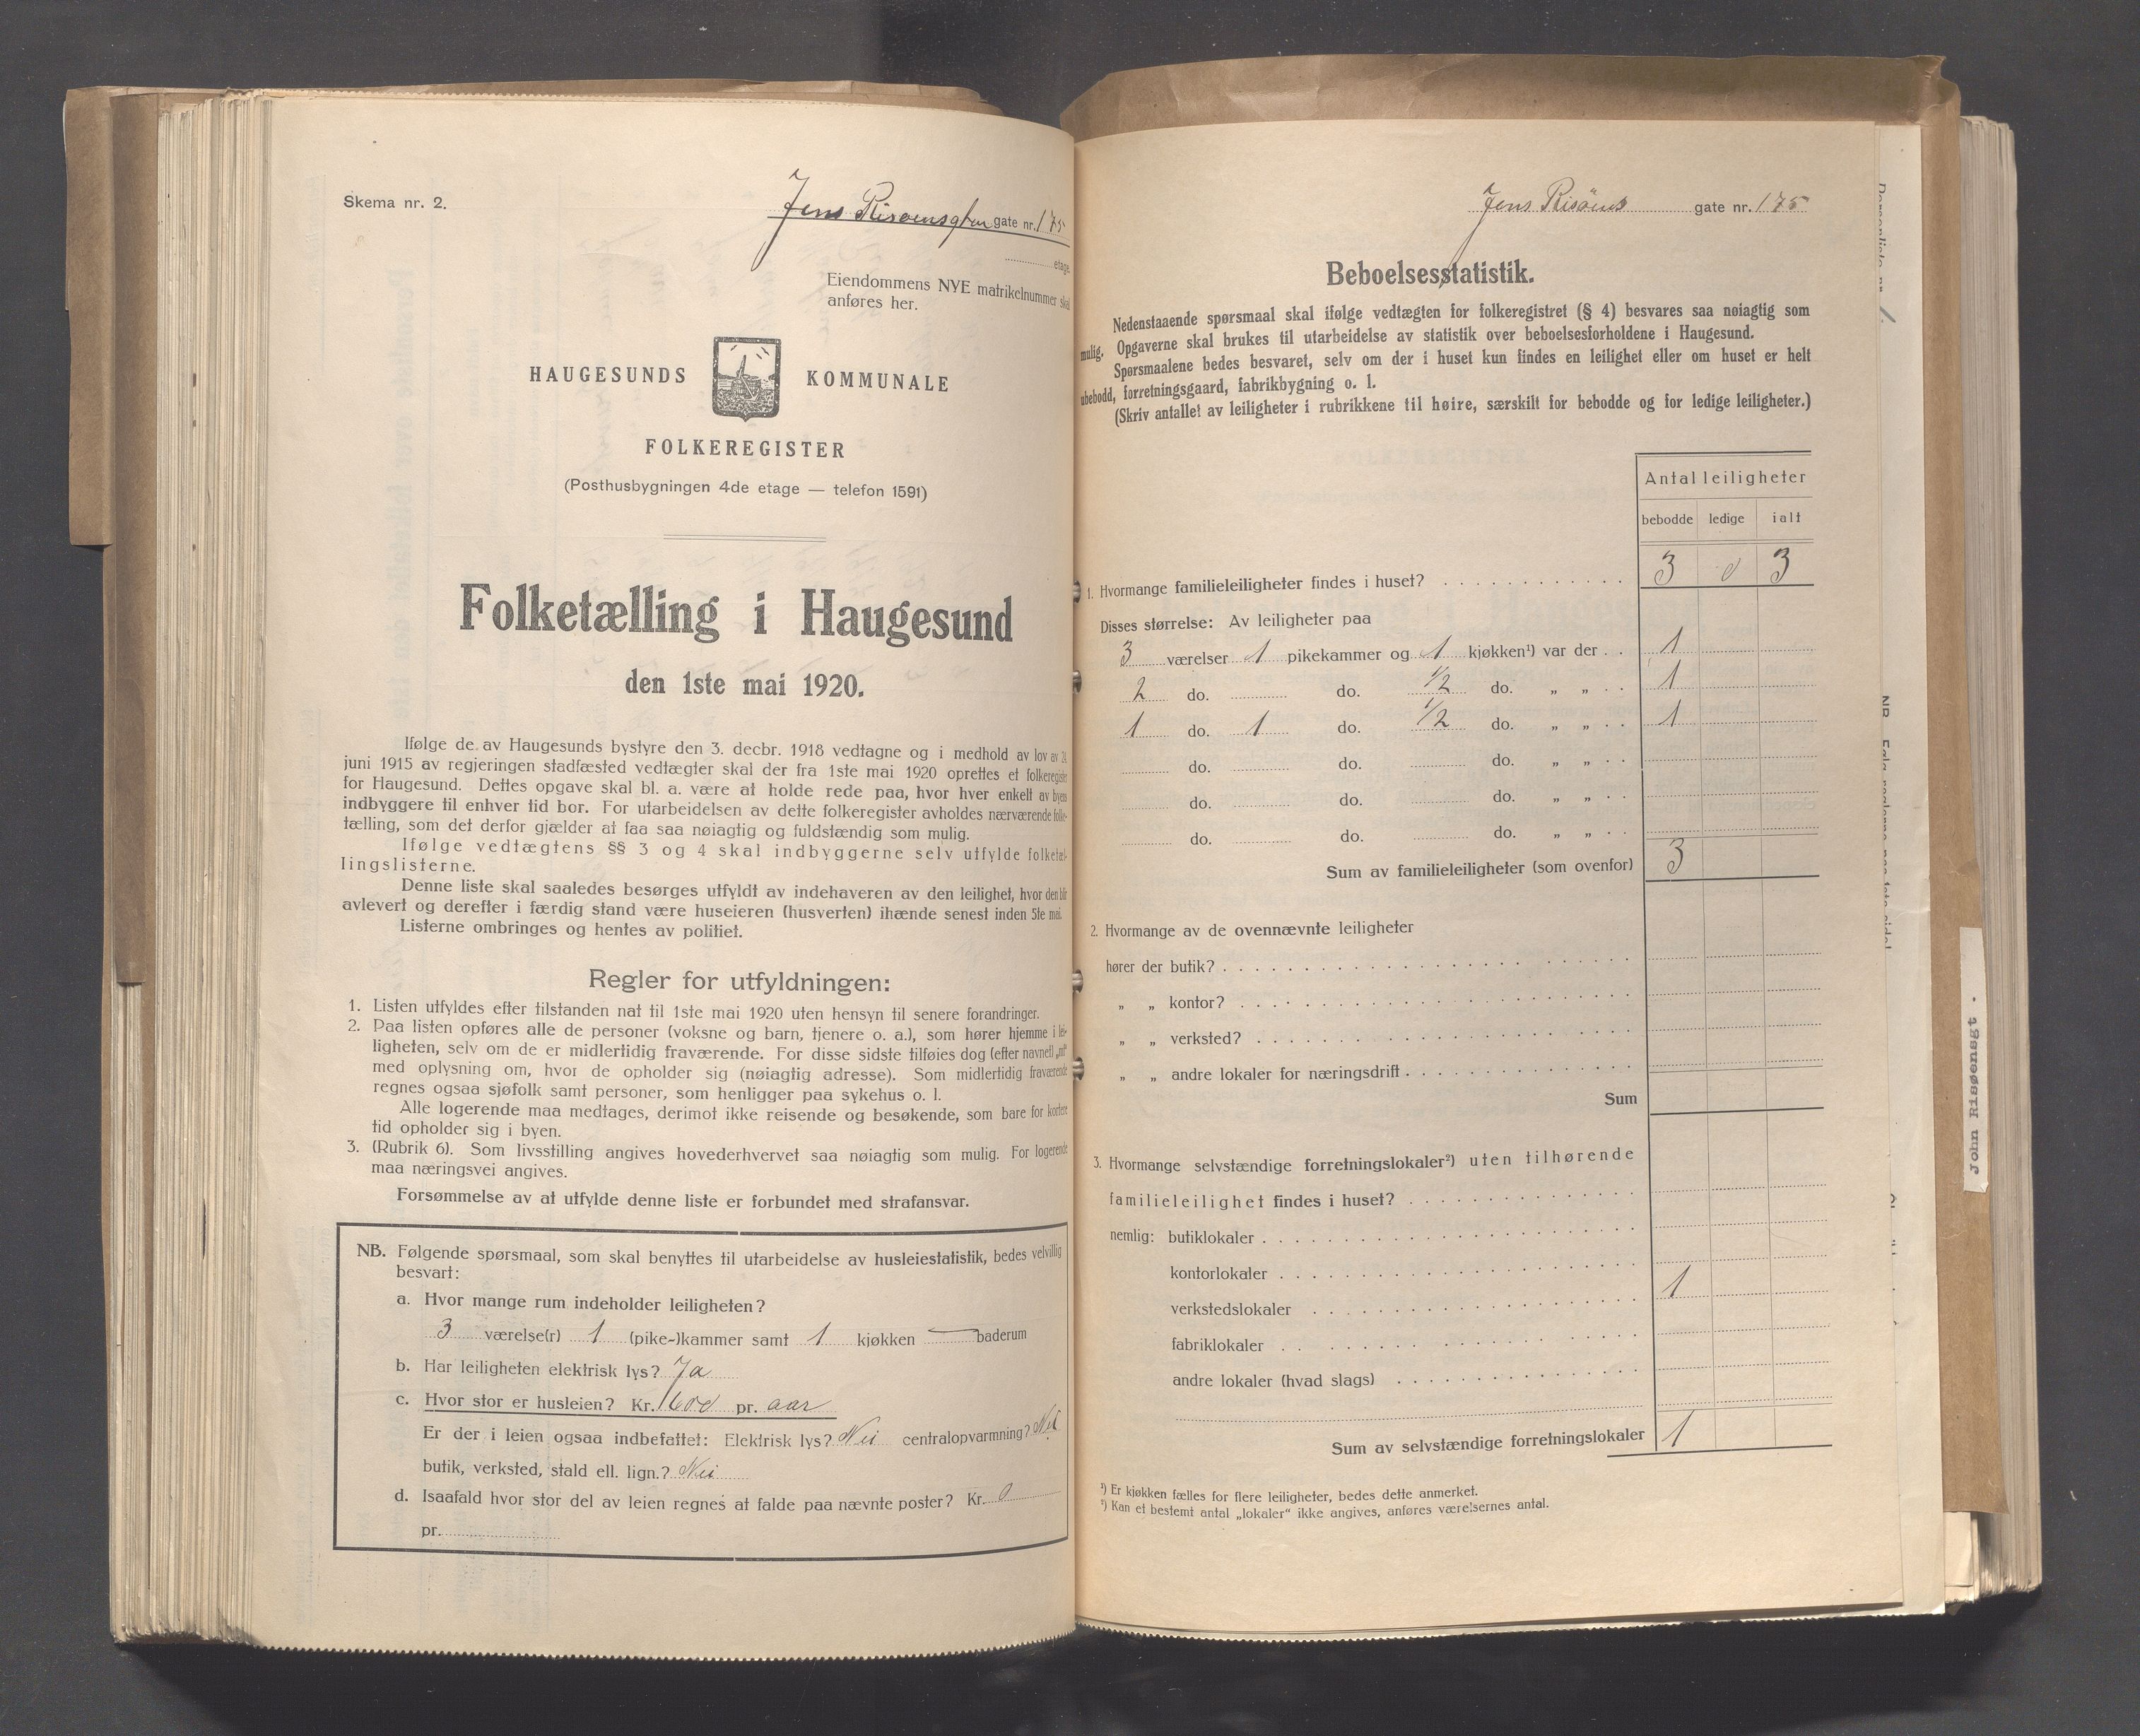 Skema nr. 2.
Jens Risøensgten gate nr. 175
etage
Eiendommens NYE matrikelnummer skal
anføres her.
HAUGESUNDS KOMMUNALE
FOLKEREGISTER
(Posthusbygningen 4de etage — telefon 1591)
Folketælling i Haugesund
den 1ste mai 1920.
Ifølge de av Haugesunds bystyre den 3. decbr. 1918 vedtagne og i medhold av lov av 24.
juni 1915 av regjeringen stadfæsted vedtægter skal der fra 1ste mai 1920 oprettes et folkeregister
for Haugesund. Dettes opgave skal bl. a. være at holde rede paa, hvor hver enkelt av byens
indbyggere til enhver tid bor. For utarbeidelsen av dette folkeregister avholdes nærværende folke-
tælling, som det derfor gjælder at faa saa nøiagtig og fuldstændig som mulig.
Ifølge vedtægtens §§ 3 og 4 skal indbyggerne selv utfylde folketæl-
lingslisterne.
Denne liste skal saaledes besørges utfyldt av indehaveren av den leilighet, hvor den blir
avlevert og derefter i færdig stand være huseieren (husverten) ihænde senest inden 5te mai.
Listerne ombringes og hentes av politiet.
Regler for utfyldningen:
1. Listen utfyldes efter tilstanden nat til 1ste mai 1920 uten hensyn til senere forandringer.
2. Paa listen opføres alle de personer (voksne og barn, tjenere o. a.), som hører hjemme i lei-
ligheten, selv om de er midlertidig fraværende. For disse sidste tilføies dog (efter navnet) „mf“
med oplysning om, hvor de opholder sig (nøiagtig adresse). Som midlertidig fraværende
regnes ogsaa sjøfolk samt personer, som henligger paa sykehus o. l.
Alle logerende maa medtages, derimot ikke reisende og besøkende, som bare for kortere
tid opholder sig i byen.
3. (Rubrik 6). Som livsstilling angives hovederhvervet saa nøiagtig som mulig. For logerende
maa næringsvei angives.
Forsømmelse av at utfylde denne liste er forbundet med strafansvar.
NB. Følgende spørsmaal, som skal benyttes til utarbeidelse av husleiestatistik, bedes velvillig
besvart:
a. Hvor mange rum indeholder leiligheten?
3 værelse(r) 1 (pike-)kammer samt 1 kjøkken — baderum
b. Har leiligheten elektrisk lys? Ja
c. Hvor stor er husleien? Kr. 600 pr. aar
Er der i leien ogsaa indbefattet: Elektrisk lys? Nei centralopvarmning? Nei
butik, verksted, stald ell. lign.? Nei
d. Isaafald hvor stor del av leien regnes at falde paa nævnte poster? Kr. 0
pr.
Jens Risöens gate nr. 175
Beboelsesstatistik.
Nedenstaaende spørsmaal skal ifølge vedtægten for folkeregistret (§ 4) besvares saa nøiagtig som
mulig. Opgaverne skal brukes til utarbeidelse av statistik over beboelsesforholdene i Haugesund.
Spørsmaalene bedes besvaret, selv om der i huset kun findes en leilighet eller om huset er helt
ubebodd, forretningsgaard, fabrikbygning o. l.
(Skriv antallet av leiligheter i rubrikkene til høire, særskilt for bebodde og for ledige leiligheter.)
Antal leiligheter
bebodde ledige ialt
1. Hvormange familieleiligheter findes i huset? 3 0 3
Disses størrelse: Av leiligheter paa
3 værelser 1 pikekammer og 1 kjøkken¹) var der 1
2 do. do. 1/2 do. „ „ 1
1 do. 1 do. 1/2 do. „ „ 1
do. do. do. „ „
do. do. do. „ „
do. do. do. „ „
Sum av familieleiligheter (som ovenfor) 3
2. Hvormange av de ovennævnte leiligheter
hører der butik?
„ „ kontor?
„ „ verksted?
„ „ andre lokaler for næringsdrift
Sum
3. Hvormange selvstændige forretningslokaler²) uten tilhørende
familieleilighet findes i huset?
nemlig: butiklokaler
kontorlokaler
verkstedslokaler 1
fabriklokaler
andre lokaler (hvad slags)
Sum av selvstændige forretningslokaler 1
¹) Er kjøkken fælles for flere leiligheter, bedes dette anmerket.
²) Kan et bestemt antal „lokaler“ ikke angives, anføres værelsernes antal.
John Risøensgt.